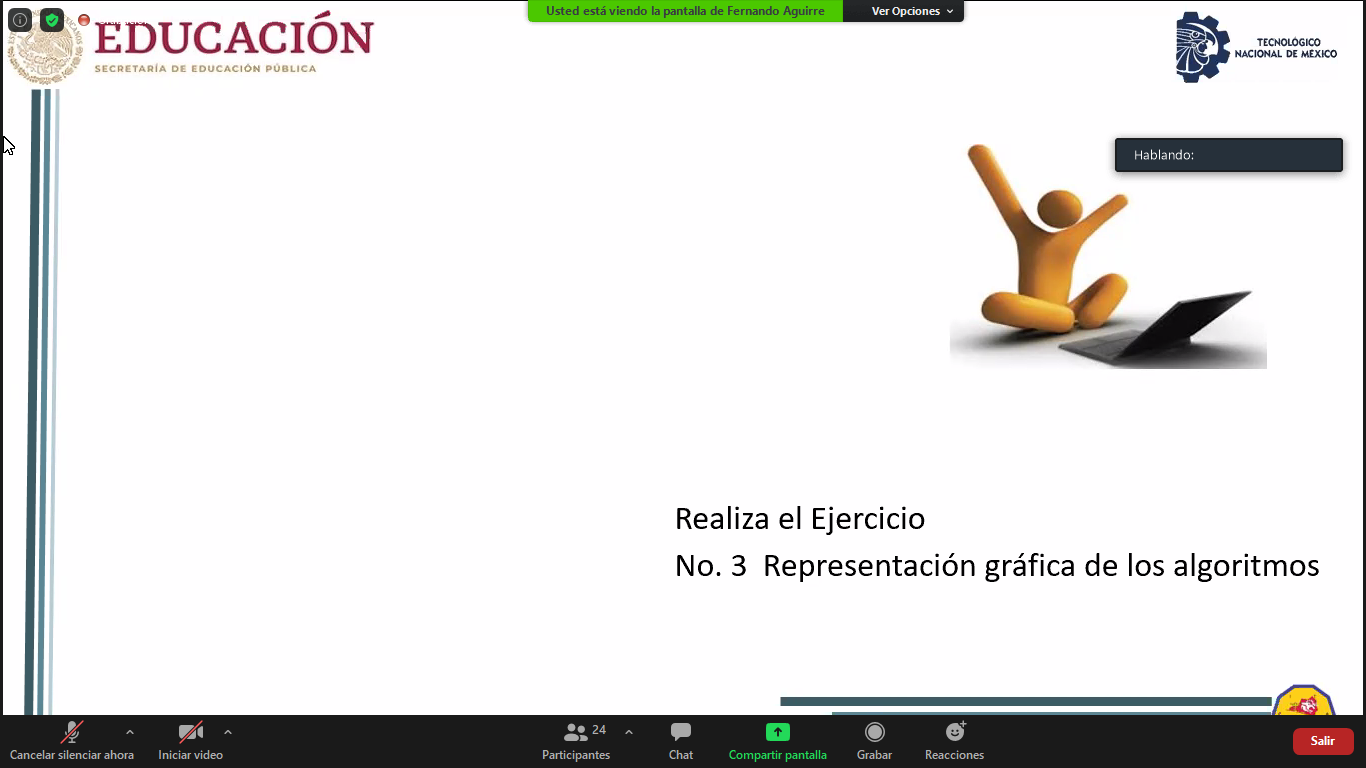 Usted está viendo la pantalla de Fernando Aguirre
Ver Opciones
EDUCACIÓN
SECRETARÍA DE EDUCACIÓN PÚBLICA
TECNOLÓGICO
NACIONAL DE MÉXICO
Hablando:
Realiza el Ejercicio
No. 3 Representación gráfica de los algoritmos
Cancelar silenciar ahora
Iniciar video
24
Participantes
Chat
Compartir pantalla
Grabar
Reacciones
Salir